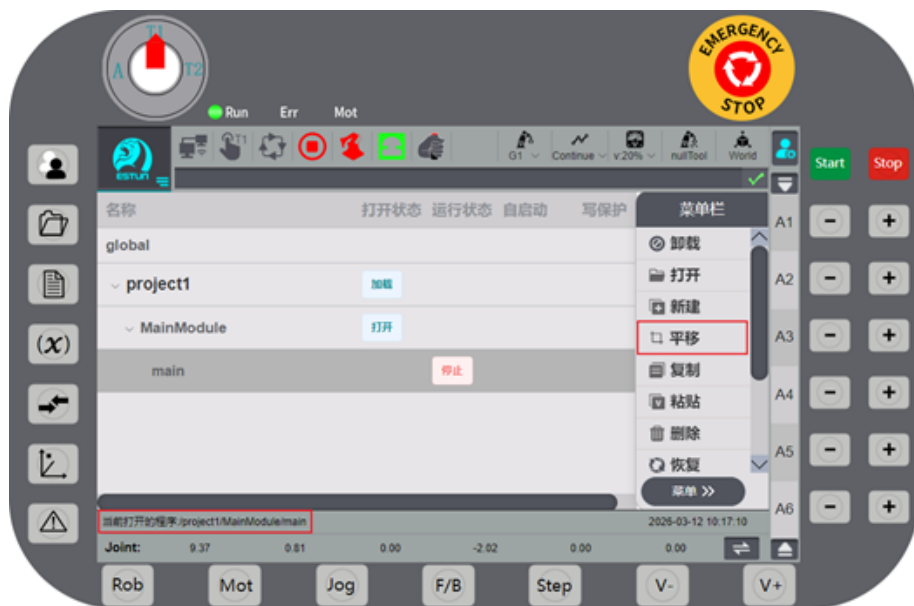 T1
A
T2
EMERGENCY
STOP
Run Err Mot
T1
ESTUN
G1 Continue v:20% nullTool World
Start Stop
名称 打开状态 运行状态 自启动 写保护 菜单栏
A1 - +
global 卸载
project1 加载 打开
A2 - +
新建
MainModule 打开 平移
A3 - +
(x)
main 停止 复制
A4 - +
粘贴
删除
A5 - +
恢复
菜单 >>
A6 - +
当前打开的程序:/project1/MainModule/main 2026-03-12 10:17:10
Joint: 9.37 0.81 0.00 -2.02 0.00 0.00
Rob Mot Jog F/B Step V- V+